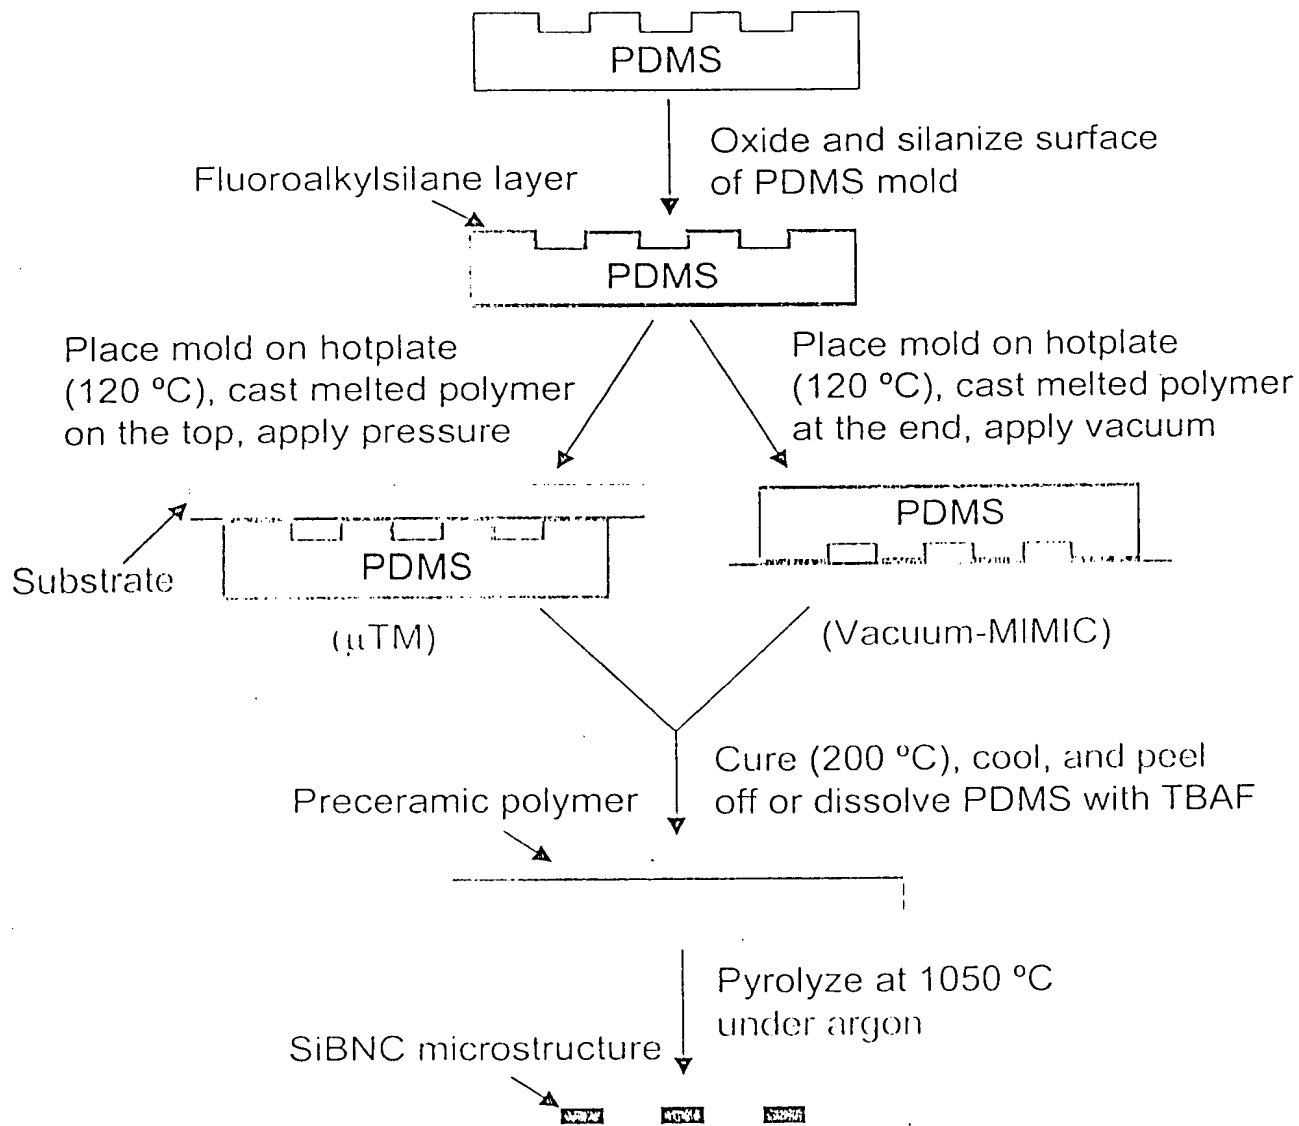 PDMS
Oxide and silanize surface
of PDMS mold
Fluoroalkylsilane layer
PDMS
Place mold on hotplate
(120 ºC), cast melted polymer
on the top, apply pressure
Place mold on hotplate
(120 ºC), cast melted polymer
at the end, apply vacuum
PDMS
Substrate
(µTM)
PDMS
(Vacuum-MIMIC)
Cure (200 ºC), cool, and peel
off or dissolve PDMS with TBAF
Preceramic polymer
Pyrolyze at 1050 ºC
under argon
SiBNC microstructure